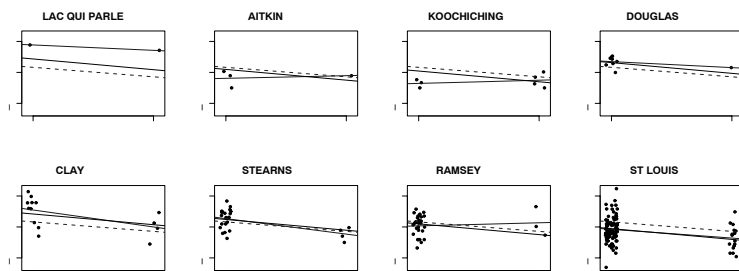 LAC QUI PARLE
AITKIN
KOOCHICHING
DOUGLAS
CLAY
STEARNS
RAMSEY
ST LOUIS